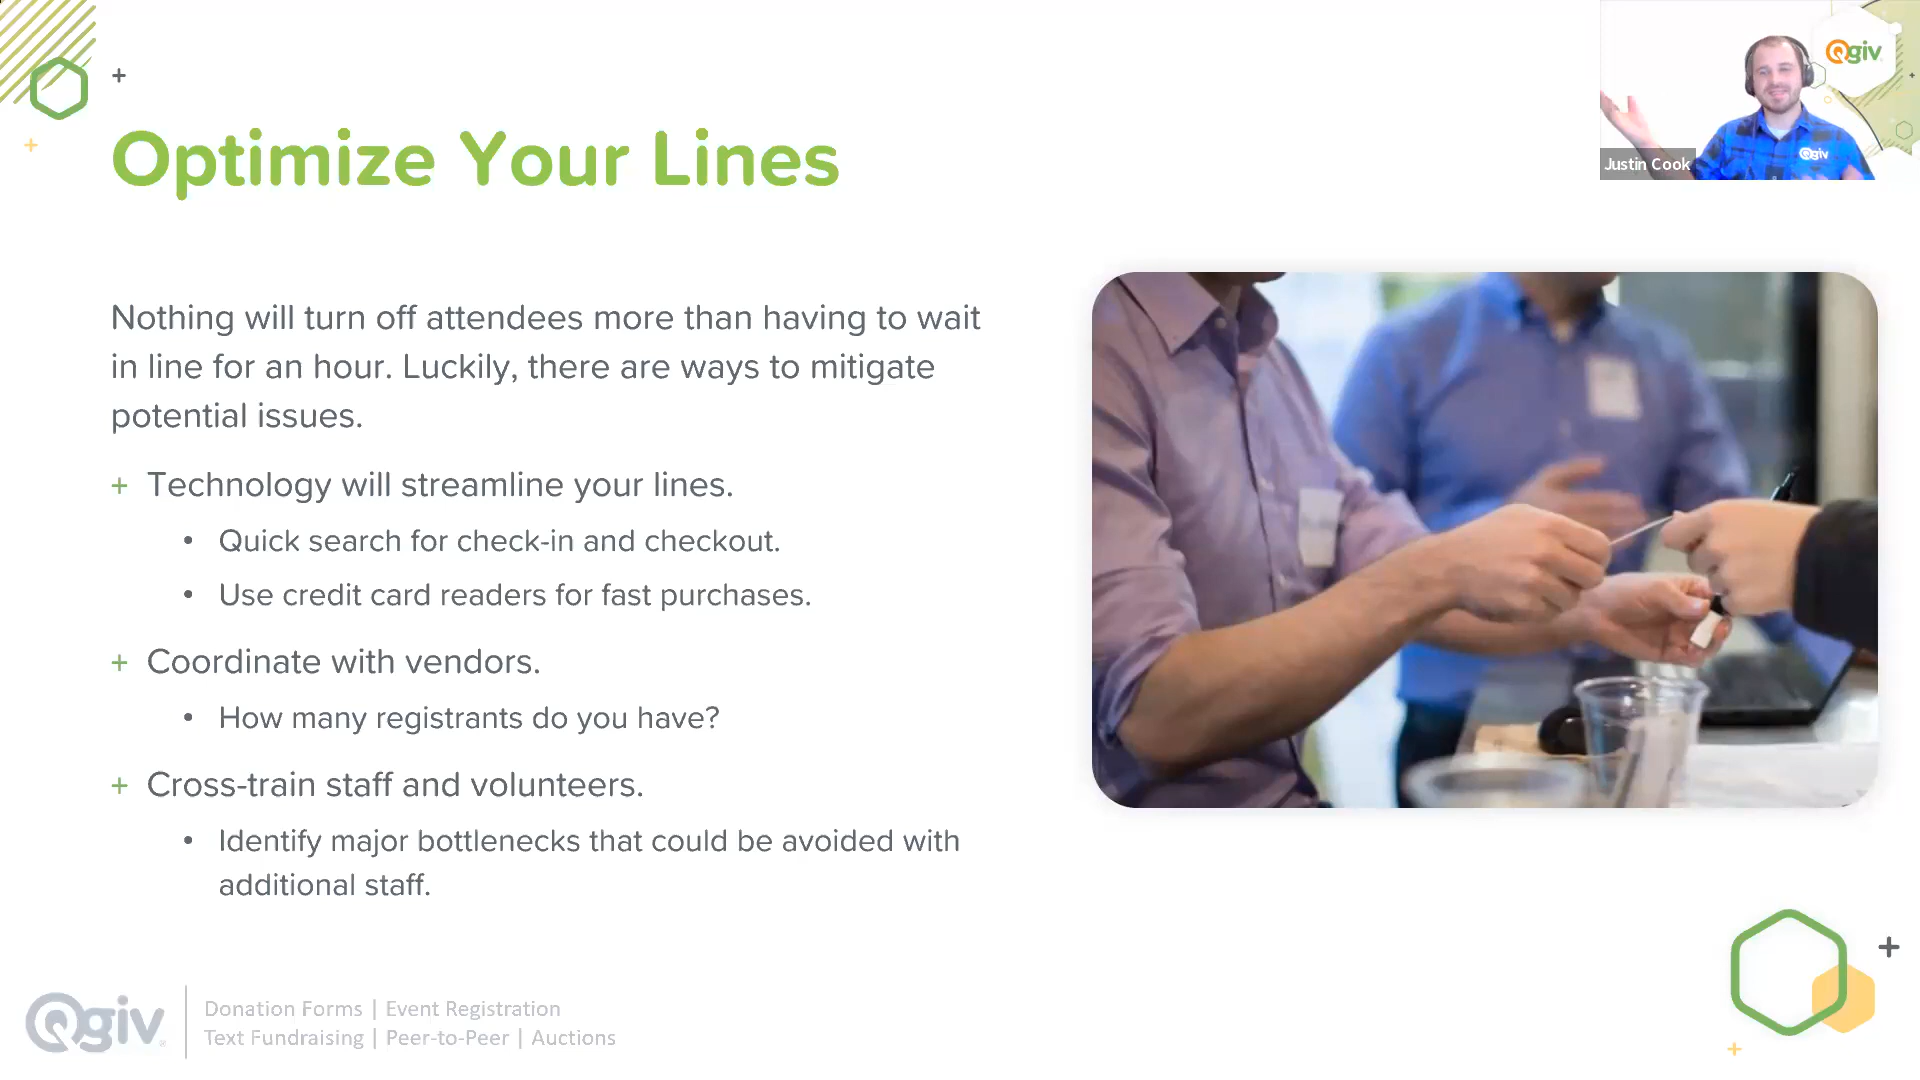 Optimize Your Lines
Qgiv
Qgiv
Justin Cook
Nothing will turn off attendees more than having to wait
in line for an hour. Luckily, there are ways to mitigate
potential issues.
+ Technology will streamline your lines.
• Quick search for check-in and checkout.
• Use credit card readers for fast purchases.
+ Coordinate with vendors.
• How many registrants do you have?
+ Cross-train staff and volunteers.
• Identify major bottlenecks that could be avoided with
additional staff.
Qgiv
Donation Forms | Event Registration
Text Fundraising | Peer-to-Peer | Auctions